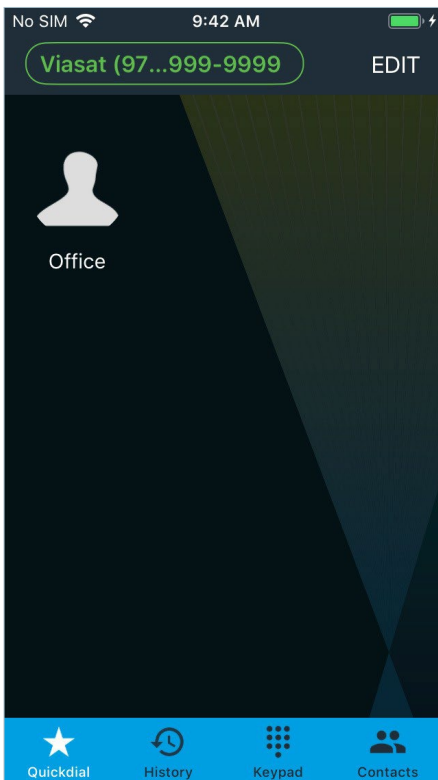 No SIM 9:42 AM
Viasat (97...999-9999 EDIT
Office
Quickdial History Keypad Contacts